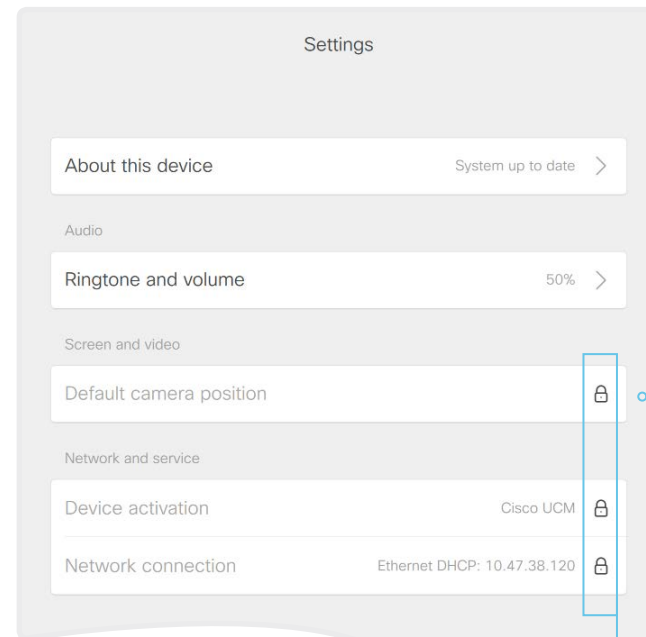 Settings
About this device System up to date
Audio
Ringtone and volume 50%
Screen and video
Default camera position
Network and service
Device activation Cisco UCM
Network connection Ethernet DHCP: 10.47.38.120